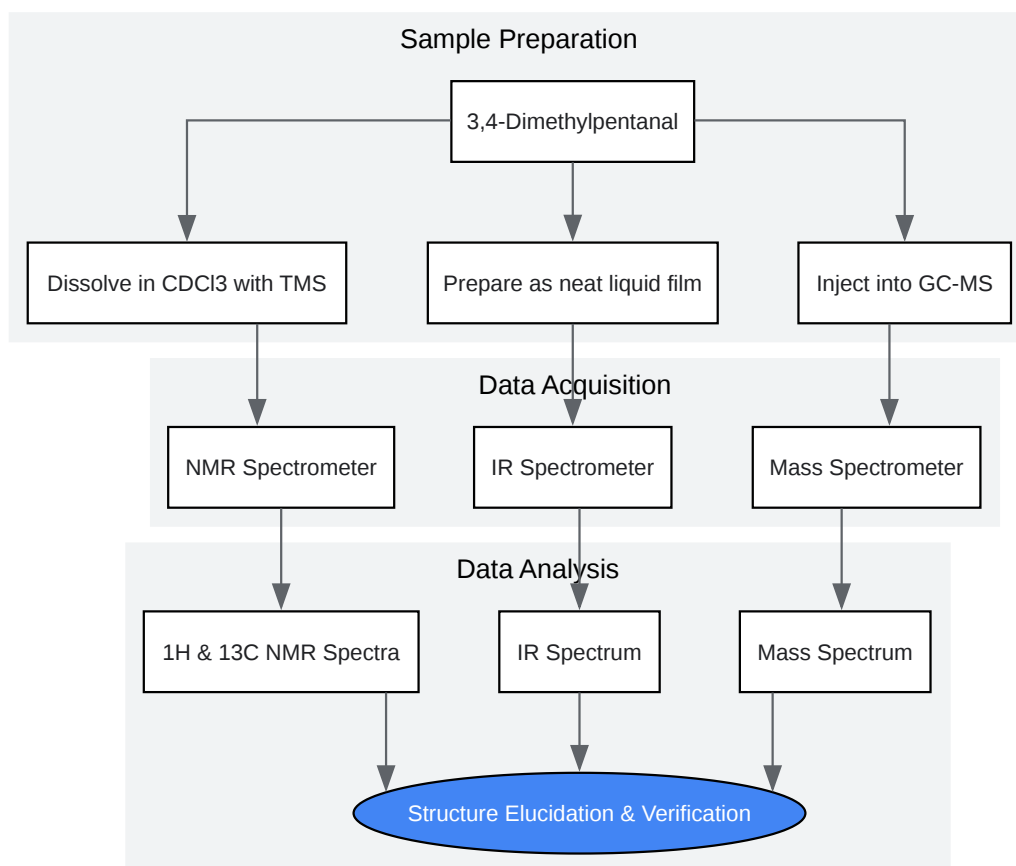 Sample Preparation
3,4-Dimethylpentanal
Dissolve in CDCl3 with TMS
Prepare as neat liquid film
Inject into GC-MS
Data Acquisition
NMR Spectrometer
IR Spectrometer
Mass Spectrometer
Data Analysis
1H & 13C NMR Spectra
IR Spectrum
Mass Spectrum
Structure Elucidation & Verification